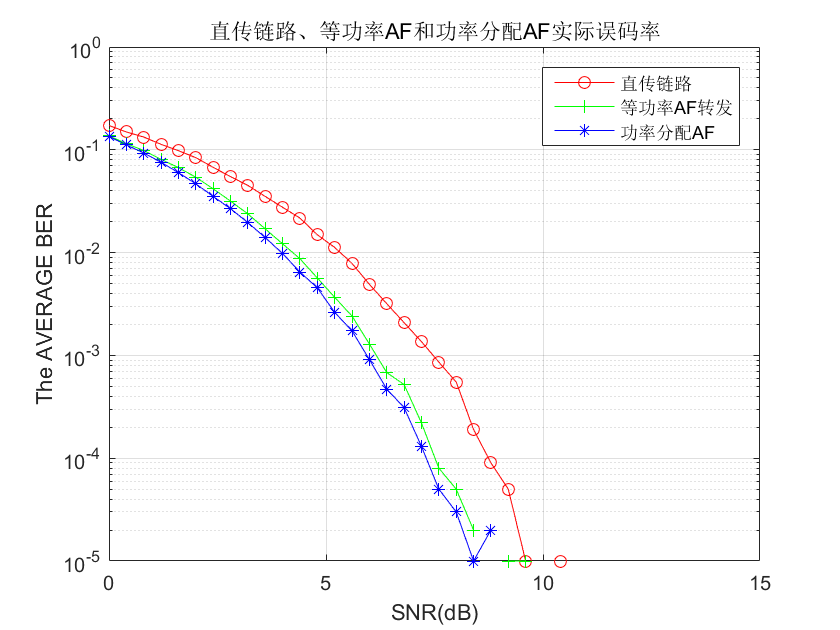 直传链路、等功率AF和功率分配AF实际误码率
直传链路
等功率AF转发
功率分配AF
The AVERAGE BER
10^0
10^-1
10^-2
10^-3
10^-4
10^-5
0 5 10 15
SNR(dB)